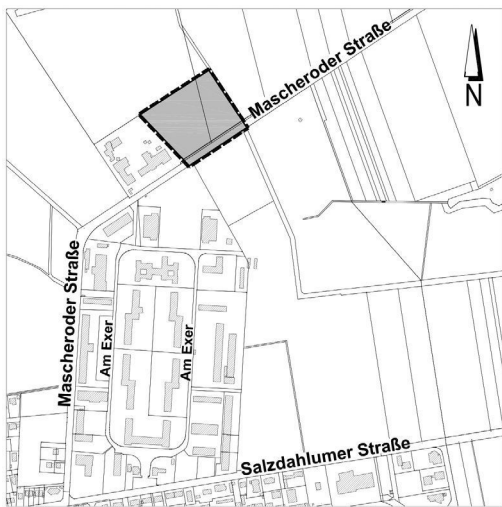 Mascheroder Straße
N
Mascheroder Straße
Am Exer
Am Exer
Salzdahlumer Straße